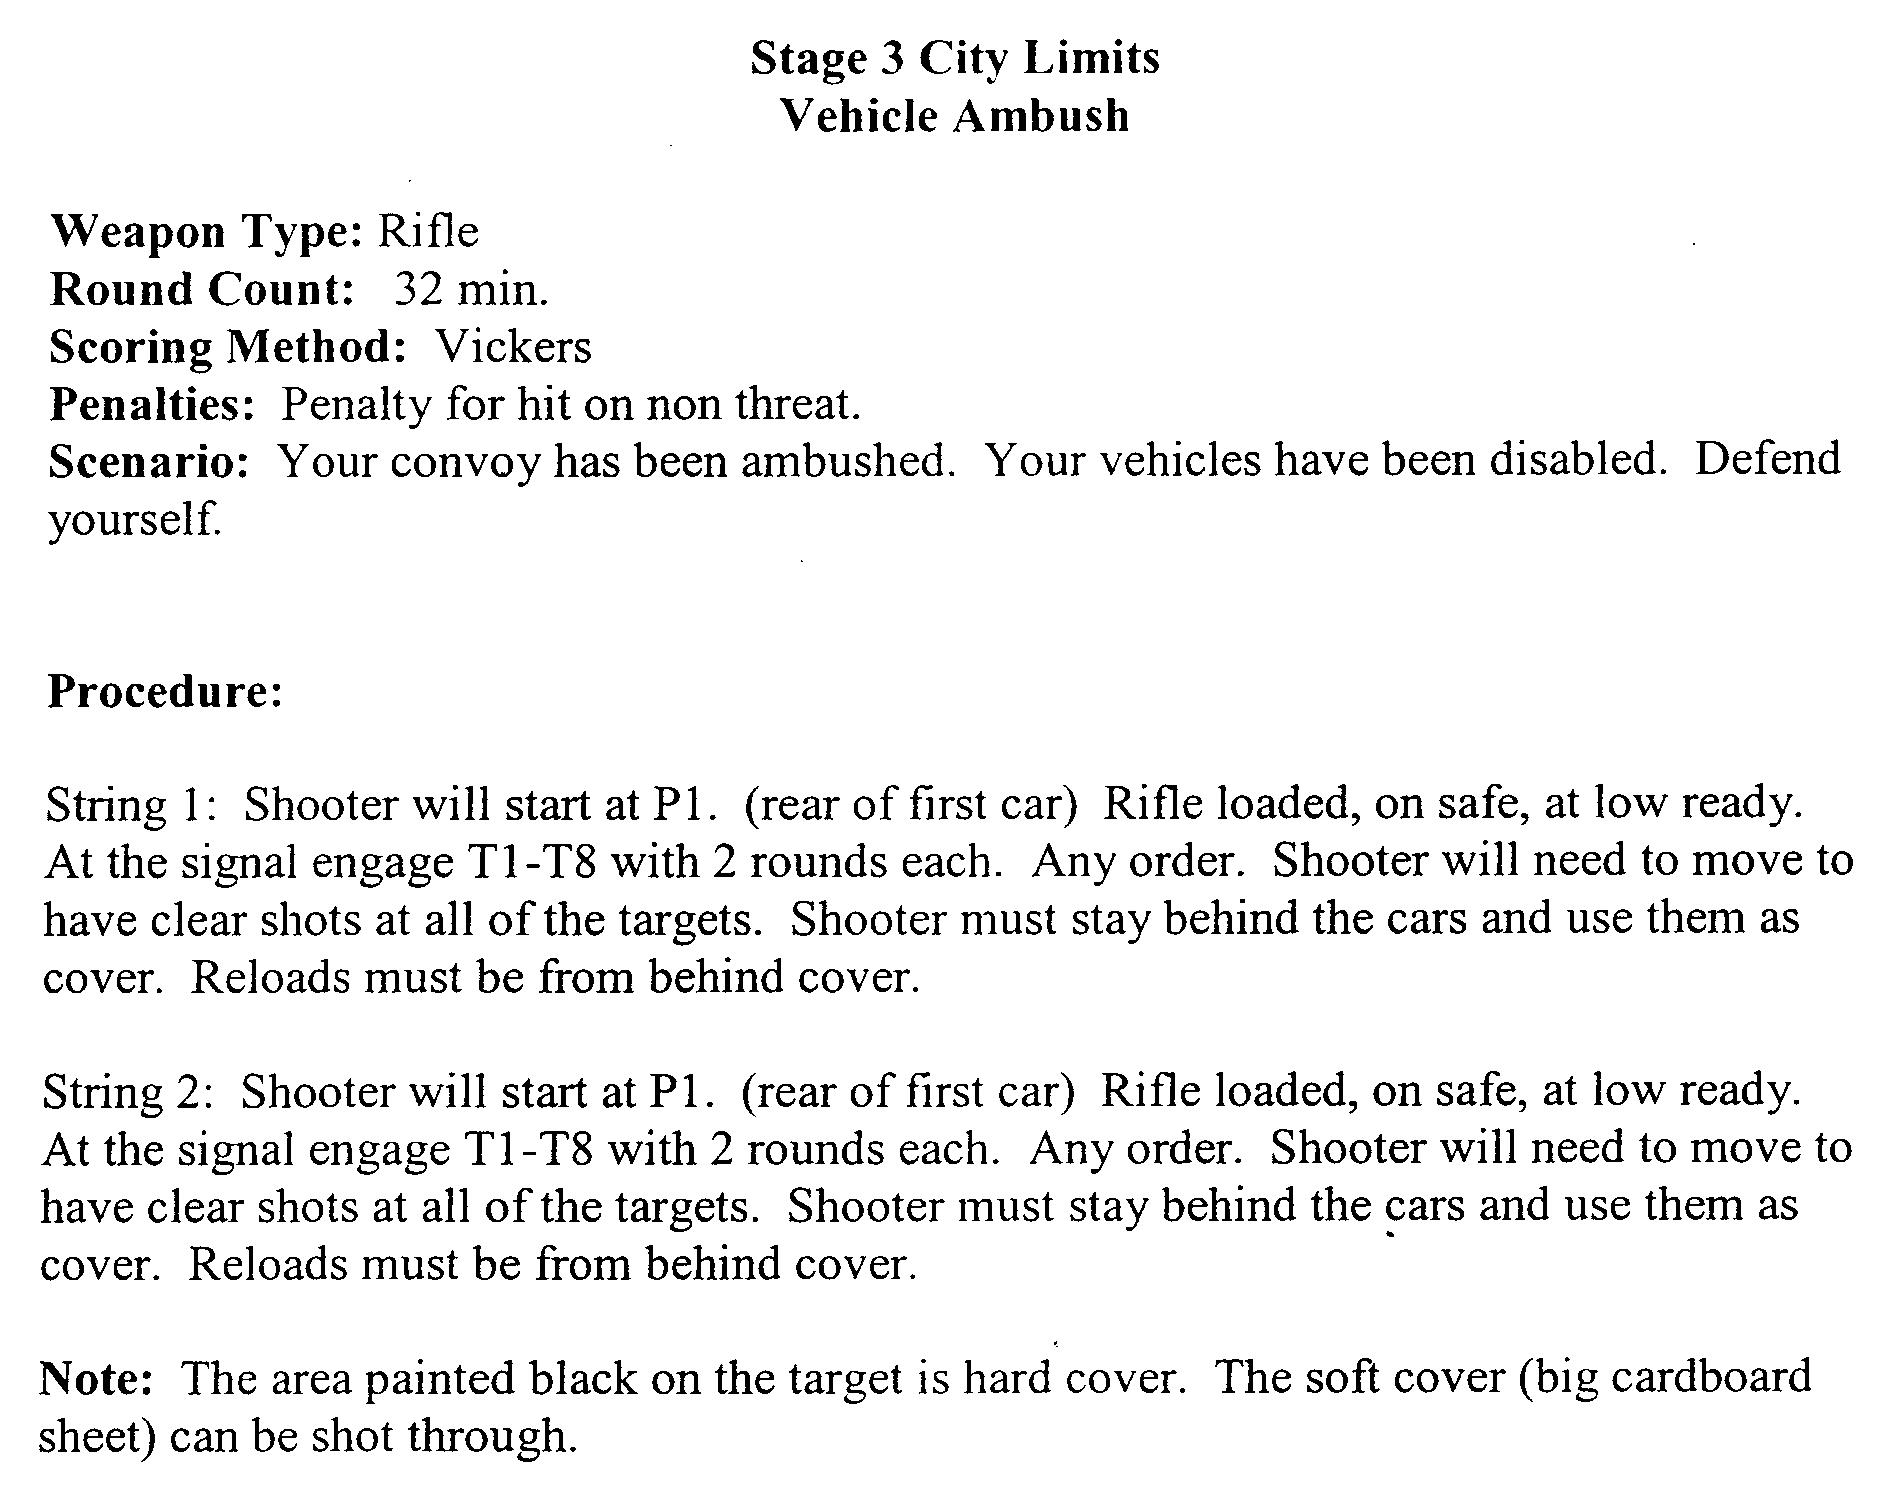 Stage 3 City Limits
Vehicle Ambush
Weapon Type: Rifle
Round Count: 32 min.
Scoring Method: Vickers
Penalties: Penalty for hit on non threat.
Scenario: Your convoy has been ambushed. Your vehicles have been disabled. Defend
yourself.
Procedure:
String 1: Shooter will start at P1. (rear of first car) Rifle loaded, on safe, at low ready.
At the signal engage T1-T8 with 2 rounds each. Any order. Shooter will need to move to
have clear shots at all of the targets. Shooter must stay behind the cars and use them as
cover. Reloads must be from behind cover.
String 2: Shooter will start at P1. (rear of first car) Rifle loaded, on safe, at low ready.
At the signal engage T1-T8 with 2 rounds each. Any order. Shooter will need to move to
have clear shots at all of the targets. Shooter must stay behind the cars and use them as
cover. Reloads must be from behind cover.
Note: The area painted black on the target is hard cover. The soft cover (big cardboard
sheet) can be shot through.